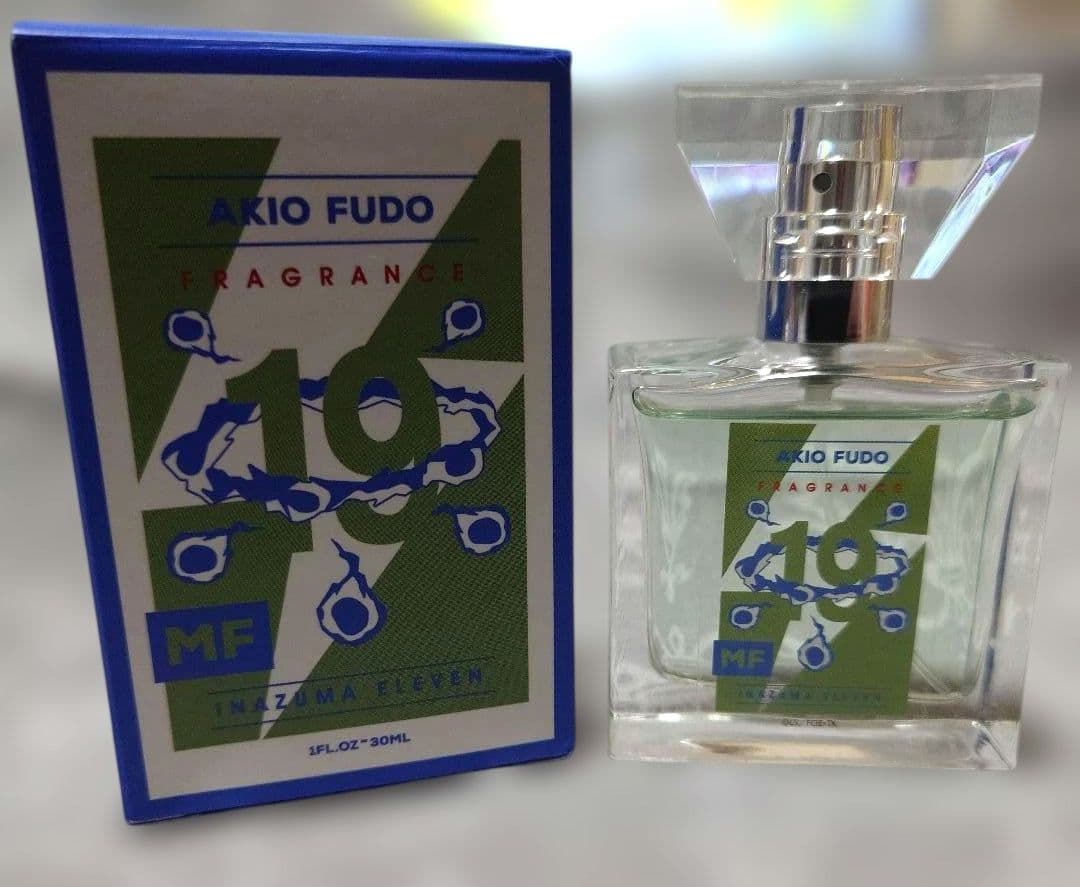 AKIO FUDO
FRAGRANCE
19
MF
INAZUMA ELEVEN
1FL.OZ-30ML
AKIO FUDO
FRAGRANCE
19
MF
INAZUMA ELEVEN